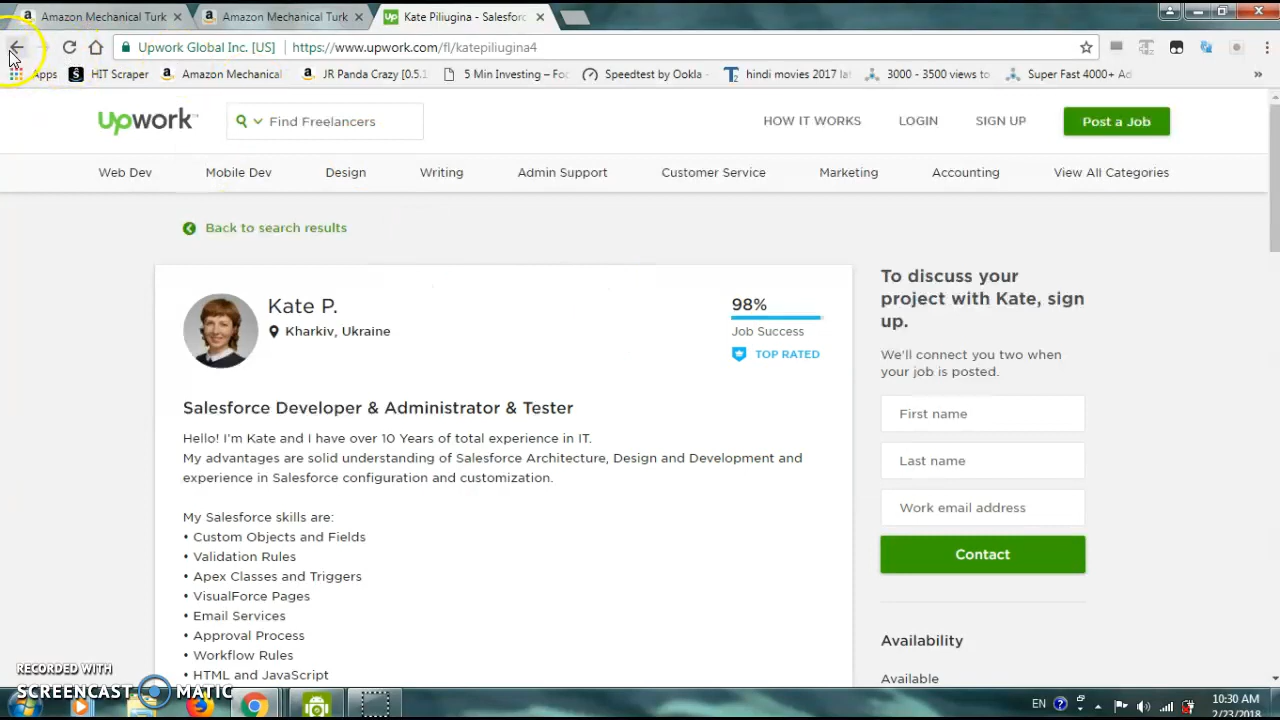 Amazon Mechanical Turk
Amazon Mechanical Turk
Kate Piliugina - Salesforc
Upwork Global Inc. [US] https://www.upwork.com/fl/katepiliugina4
Apps HIT Scraper Amazon Mechanical JR Panda Crazy [0.5.1 5 Min Investing – Fo Speedtest by Ookla - hindi movies 2017 la 3000 - 3500 views to Super Fast 4000+ Ad »
upwork Find Freelancers HOW IT WORKS LOGIN SIGN UP Post a Job
Web Dev Mobile Dev Design Writing Admin Support Customer Service Marketing Accounting View All Categories
Back to search results
Kate P.
Kharkiv, Ukraine
98%
Job Success
TOP RATED
Salesforce Developer & Administrator & Tester
Hello! I'm Kate and I have over 10 Years of total experience in IT.
My advantages are solid understanding of Salesforce Architecture, Design and Development and
experience in Salesforce configuration and customization.
My Salesforce skills are:
• Custom Objects and Fields
• Validation Rules
• Apex Classes and Triggers
• VisualForce Pages
• Email Services
• Approval Process
• Workflow Rules
• HTML and JavaScript
To discuss your
project with Kate, sign
up.
We'll connect you two when
your job is posted.
First name
Last name
Work email address
Contact
Availability
Available
RECORDED WITH
SCREENCAST MATIC
EN
10:30 AM
2/23/2018